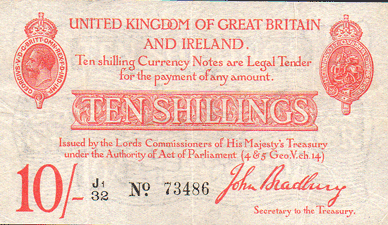 UNITED KINGDOM OF GREAT BRITAIN
AND IRELAND.
Ten shilling Currency Notes are Legal Tender
for the payment of any amount.
TEN SHILLINGS
Issued by the Lords Commissioners of His Majesty's Treasury
under the Authority of Act of Parliament (4 & 5 Geo. V. ch. 14)
10/- J1/32 No. 73486
John Bradbury
Secretary to the Treasury.